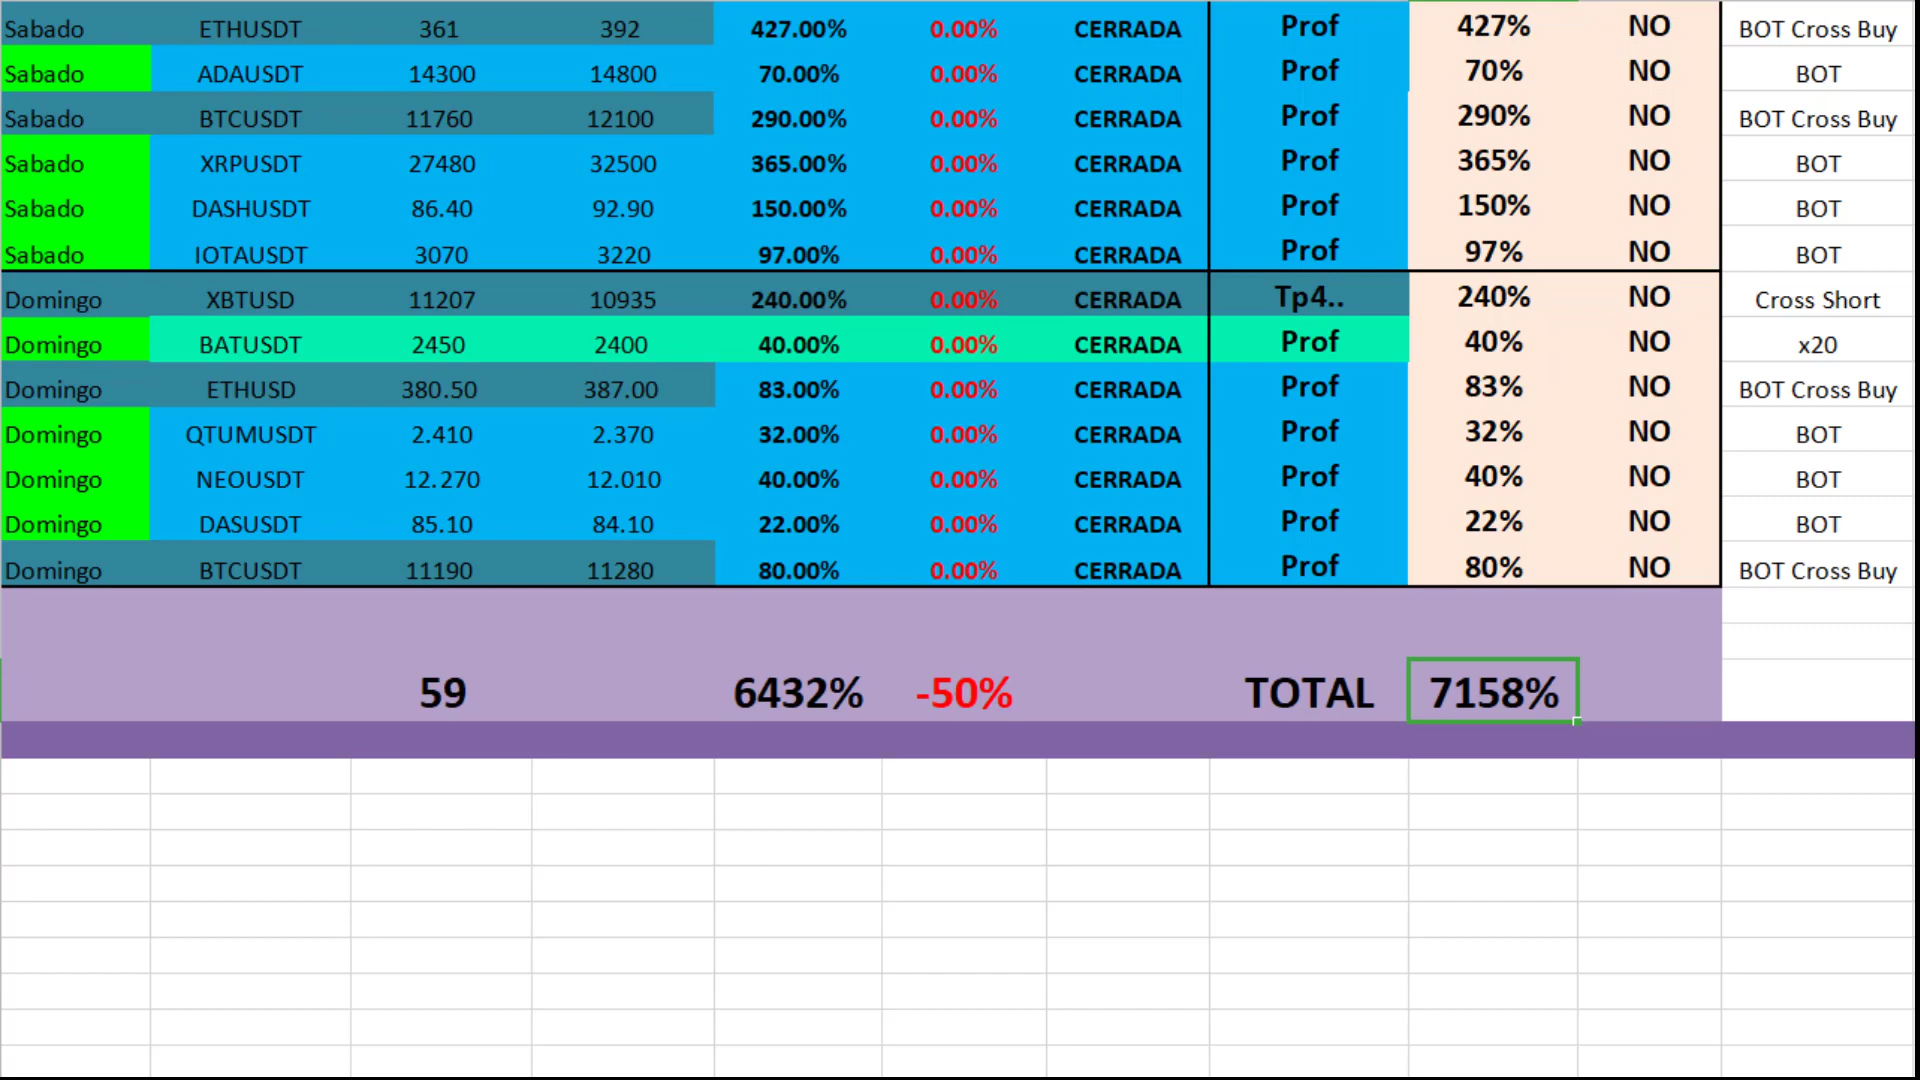 Sabado ETHUSDT 361 392 427.00% 0.00% CERRADA Prof 427% NO BOT Cross Buy
Sabado ADAUSDT 14300 14800 70.00% 0.00% CERRADA Prof 70% NO BOT
Sabado BTCUSDT 11760 12100 290.00% 0.00% CERRADA Prof 290% NO BOT Cross Buy
Sabado XRPUSDT 27480 32500 365.00% 0.00% CERRADA Prof 365% NO BOT
Sabado DASHUSDT 86.40 92.90 150.00% 0.00% CERRADA Prof 150% NO BOT
Sabado IOTAUSDT 3070 3220 97.00% 0.00% CERRADA Prof 97% NO BOT
Domingo XBTUSD 11207 10935 240.00% 0.00% CERRADA Tp4.. 240% NO Cross Short
Domingo BATUSDT 2450 2400 40.00% 0.00% CERRADA Prof 40% NO x20
Domingo ETHUSD 380.50 387.00 83.00% 0.00% CERRADA Prof 83% NO BOT Cross Buy
Domingo QTUMUSDT 2.410 2.370 32.00% 0.00% CERRADA Prof 32% NO BOT
Domingo NEOUSDT 12.270 12.010 40.00% 0.00% CERRADA Prof 40% NO BOT
Domingo DASUSDT 85.10 84.10 22.00% 0.00% CERRADA Prof 22% NO BOT
Domingo BTCUSDT 11190 11280 80.00% 0.00% CERRADA Prof 80% NO BOT Cross Buy
59 6432% -50% TOTAL 7158%